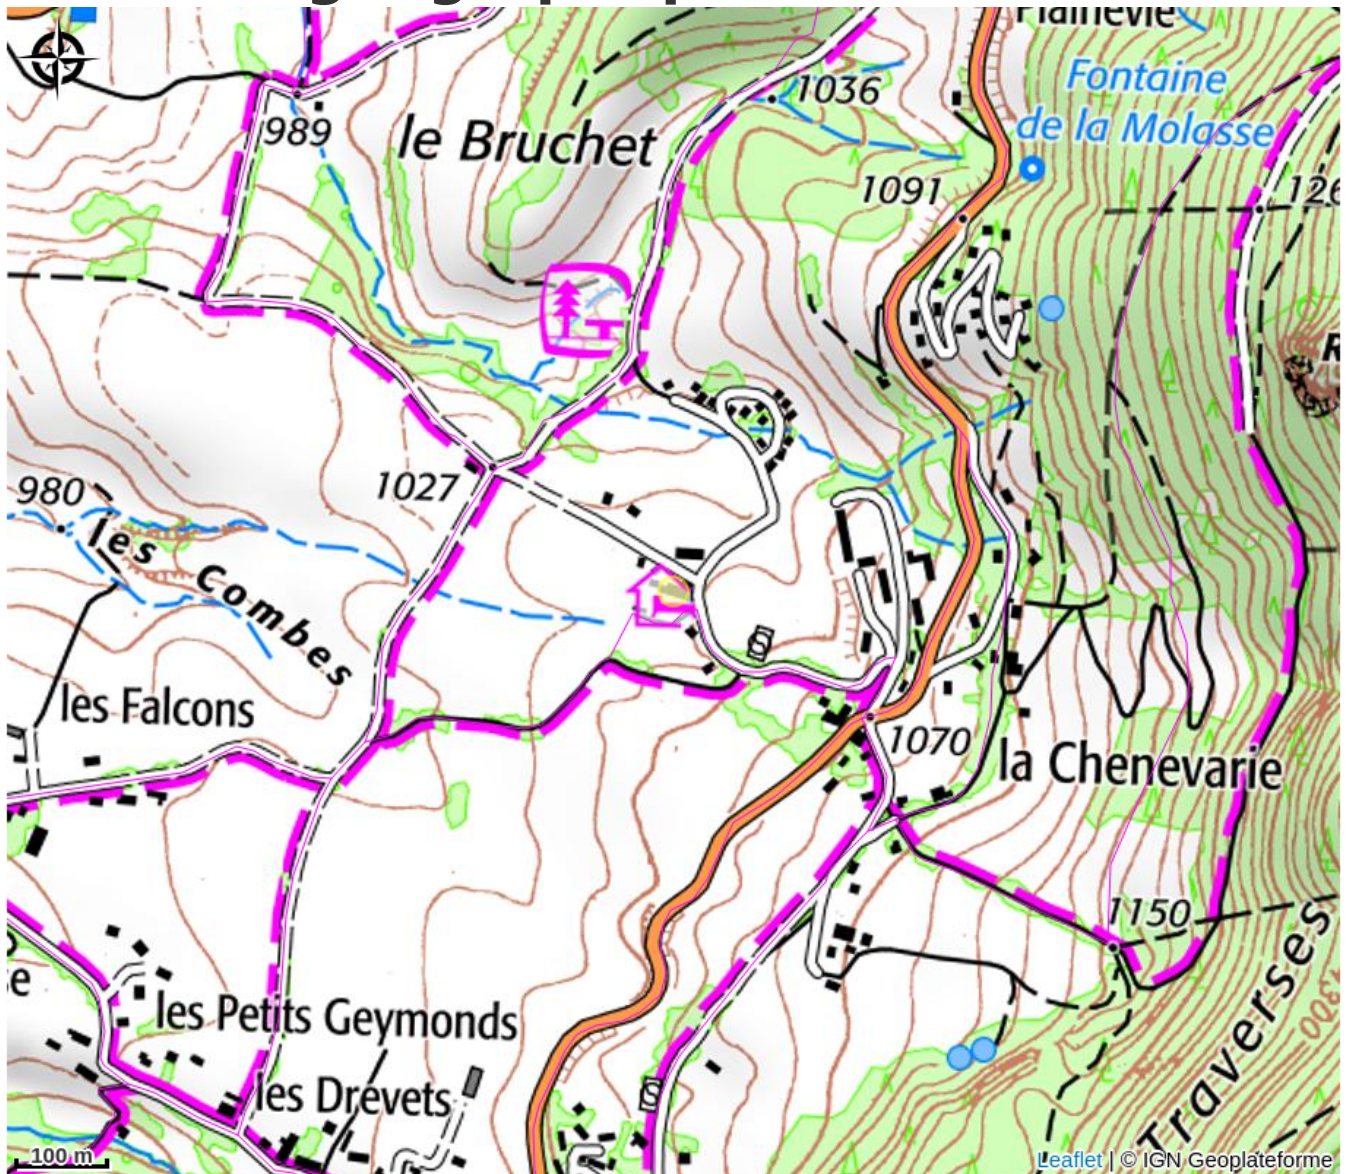 Plainevie
1036
Fontaine
de la Molasse
989
le Bruchet
1091
1027
980
les
Combes
les Falcons
1070
la Chenevarie
1150
Traverses
les Petits Geymonds
les Drevets
100 m
Leaflet | © IGN Geoplateforme